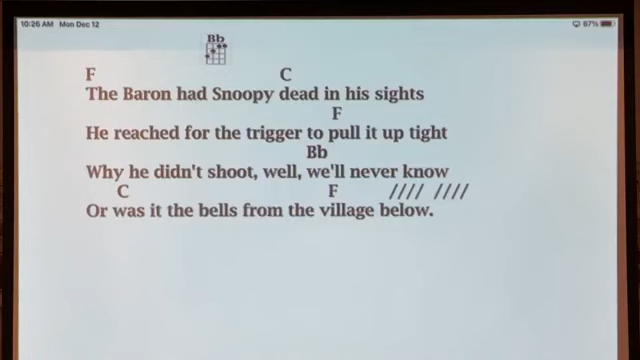 10:26 AM Mon Dec 12
87%
Bb
F C
The Baron had Snoopy dead in his sights
F
He reached for the trigger to pull it up tight
Bb
Why he didn't shoot, well, we'll never know
C F //// ////
Or was it the bells from the village below.